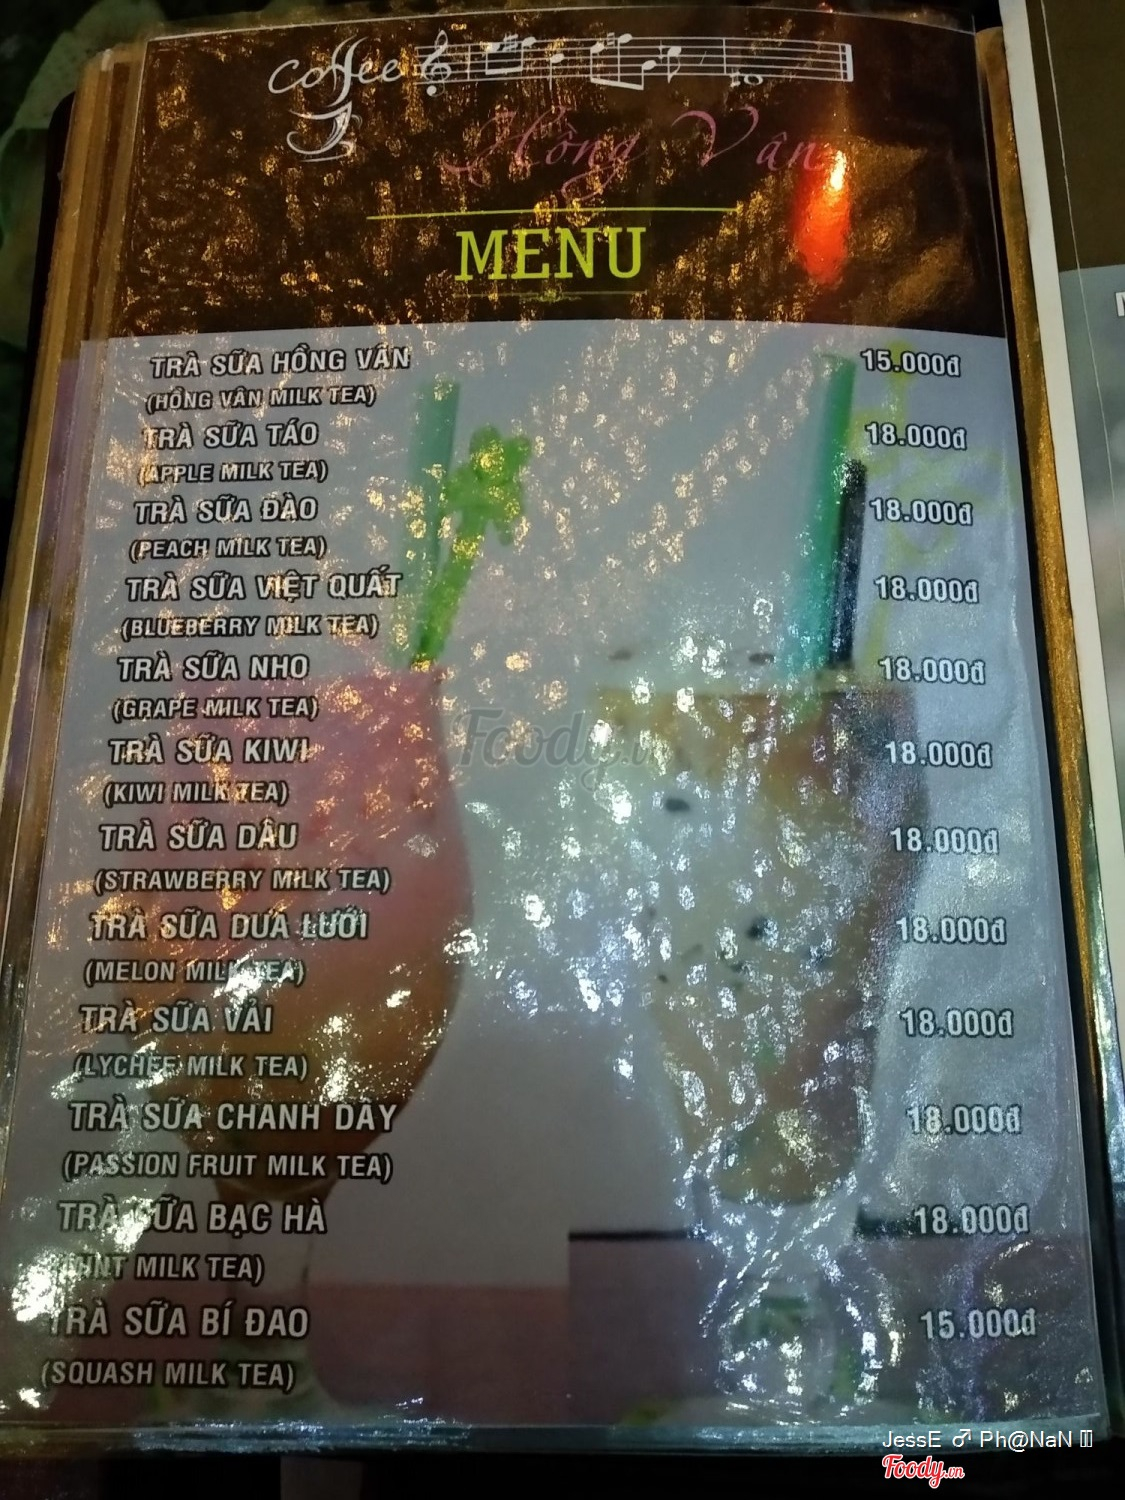 Coffee
Hồng Vân
MENU
TRÀ SỮA HỒNG VÂN 15.000đ
(HỒNG VÂN MILK TEA)
TRÀ SỮA TÁO 18.000đ
(APPLE MILK TEA)
TRÀ SỮA ĐÀO 18.000đ
(PEACH MILK TEA)
TRÀ SỮA VIỆT QUẤT 18.000đ
(BLUEBERRY MILK TEA)
TRÀ SỮA NHO 18.000đ
(GRAPE MILK TEA)
TRÀ SỮA KIWI 18.000đ
(KIWI MILK TEA)
TRÀ SỮA DÂU 18.000đ
(STRAWBERRY MILK TEA)
TRÀ SỮA DƯA LƯỚI 18.000đ
(MELON MILK TEA)
TRÀ SỮA VẢI 18.000đ
(LYCHEE MILK TEA)
TRÀ SỮA CHANH DÂY 18.000đ
(PASSION FRUIT MILK TEA)
TRÀ SỮA BẠC HÀ 18.000đ
(MINT MILK TEA)
TRÀ SỮA BÍ ĐAO 15.000đ
(SQUASH MILK TEA)
Foody.vn
JessE ♂ Ph@NaN
Foody.vn